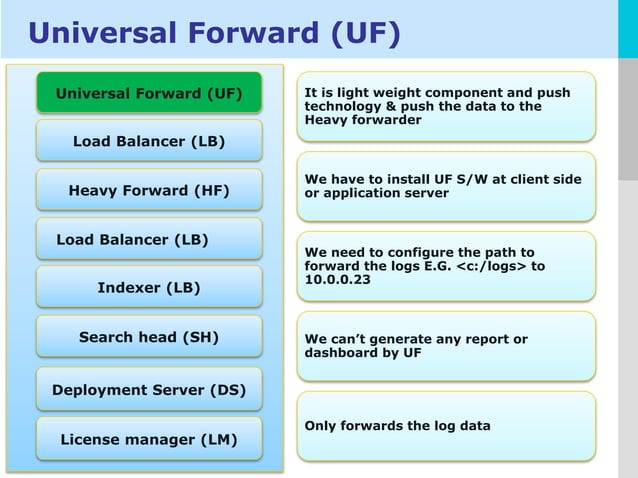 Universal Forward (UF)
Universal Forward (UF)
Load Balancer (LB)
Heavy Forward (HF)
Load Balancer (LB)
Indexer (LB)
Search head (SH)
Deployment Server (DS)
License manager (LM)
It is light weight component and push
technology & push the data to the
Heavy forwarder
We have to install UF S/W at client side
or application server
We need to configure the path to
forward the logs E.G. <c:/logs> to
10.0.0.23
We can’t generate any report or
dashboard by UF
Only forwards the log data